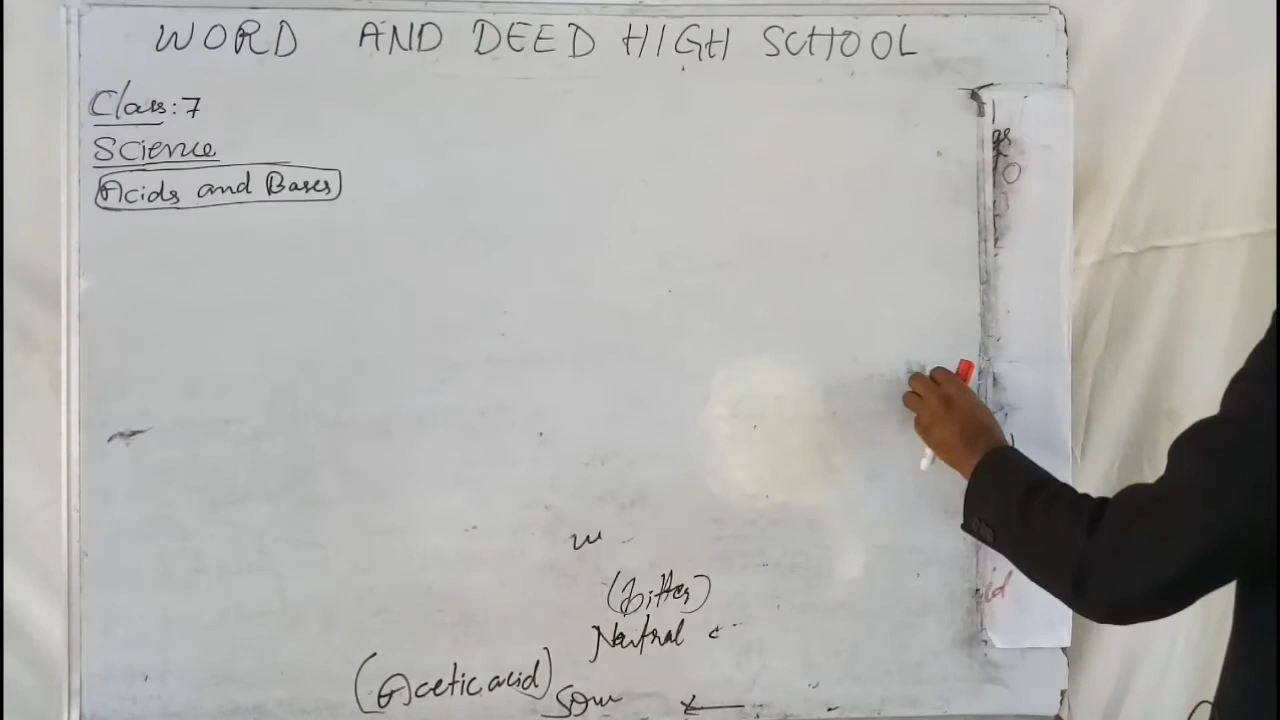 WORD AND DEED HIGH SCHOOL
Class: 7
Science
Acids and Bases
(Bitter)
Neutral
(Acetic acid)
Sour